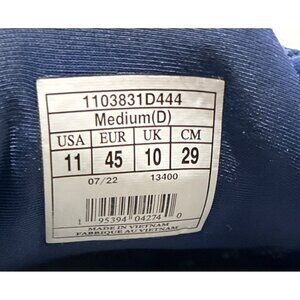 1103831D444
Medium(D)
USA EUR UK CM
11 45 10 29
07/22 13400
1 95394 04274 0
MADE IN VIETNAM
FABRIQUE AU VIETNAM